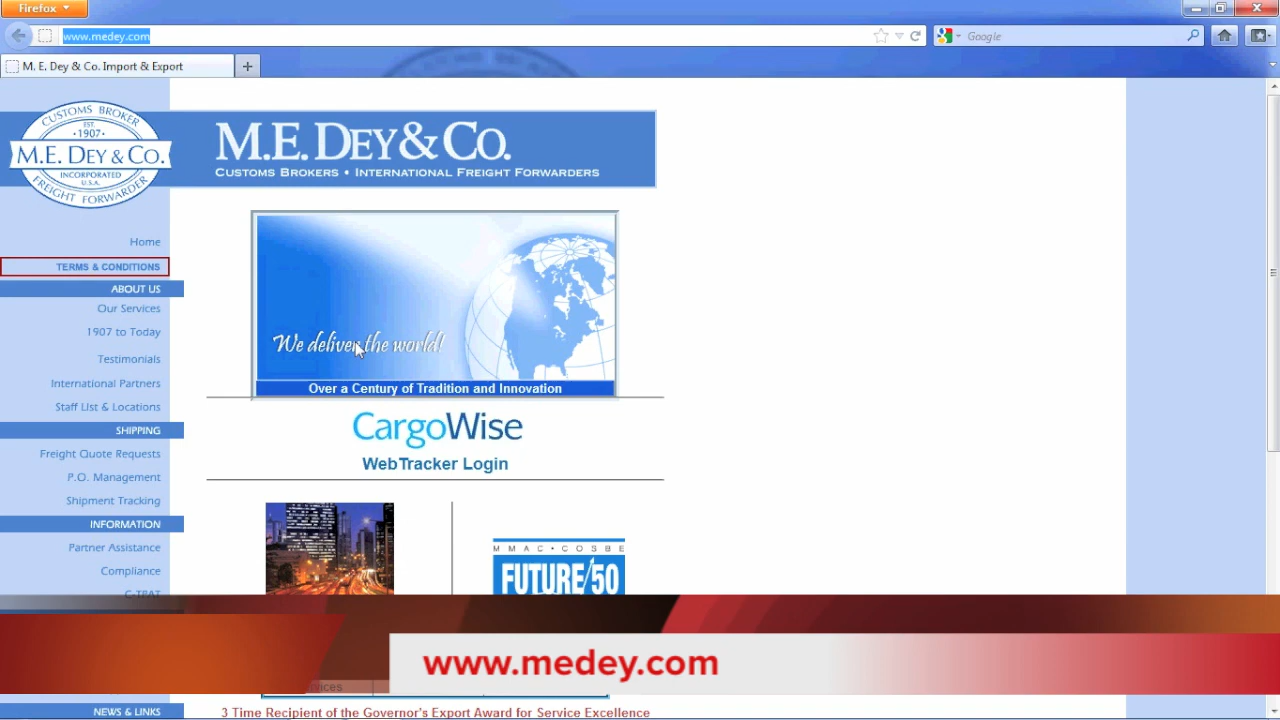 Firefox
www.medey.com
Google
M. E. Dey & Co. Import & Export
CUSTOMS BROKER
EST.
·1907·
M.E. DEY & CO.
INCORPORATED
U.S.A.
FREIGHT FORWARDER
M.E. DEY & CO.
CUSTOMS BROKERS • INTERNATIONAL FREIGHT FORWARDERS
Home
TERMS & CONDITIONS
ABOUT US
Our Services
1907 to Today
Testimonials
International Partners
Staff List & Locations
SHIPPING
Freight Quote Requests
P.O. Management
Shipment Tracking
INFORMATION
Partner Assistance
Compliance
C-TPAT
We deliver the world!
Over a Century of Tradition and Innovation
CargoWise
WebTracker Login
MMAC•COSBE
FUTURE/50
www.medey.com
NEWS & LINKS
3 Time Recipient of the Governor's Export Award for Service Excellence